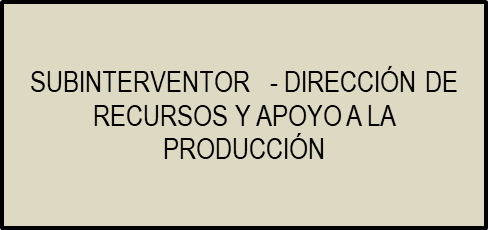 SUBINTERVENTOR - DIRECCIÓN DE
RECURSOS Y APOYO A LA
PRODUCCIÓN